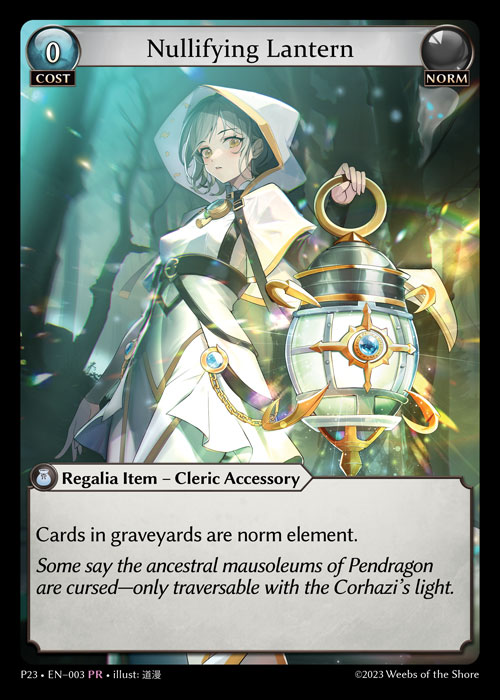 0
COST
Nullifying Lantern
NORM
Regalia Item – Cleric Accessory
Cards in graveyards are norm element.
Some say the ancestral mausoleums of Pendragon
are cursed—only traversable with the Corhazi's light.
P23 • EN–003 PR • illust: 道漫
©2023 Weebs of the Shore